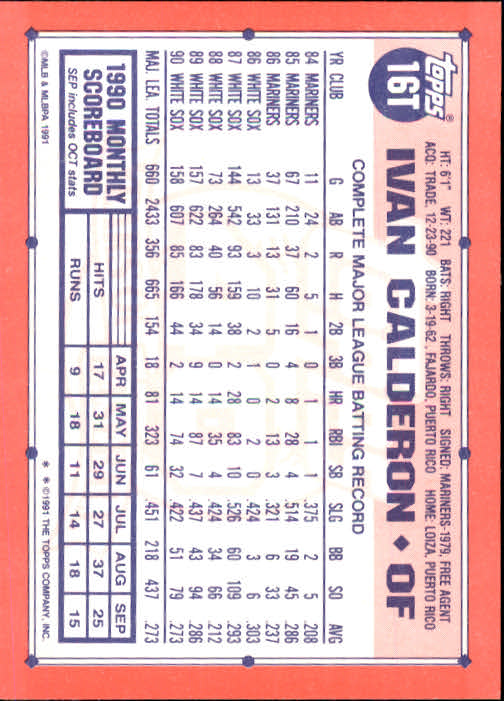 TOPPS®
16T
IVAN CALDERON ♦ OF
HT: 6'1" WT: 221 BATS: RIGHT THROWS: RIGHT SIGNED: MARINERS-1979, FREE AGENT
ACQ: TRADE, 12-23-90 BORN: 3-19-62, FAJARDO, PUERTO RICO HOME: LOIZA, PUERTO RICO
COMPLETE MAJOR LEAGUE BATTING RECORD
YR CLUB G AB R H 2B 3B HR RBI SB SLG BB SO AVG
84 MARINERS 11 24 2 5 1 0 1 1 1 .375 2 5 .208
85 MARINERS 67 210 37 60 16 4 8 28 4 .514 19 45 .286
86 MARINERS 37 131 13 31 5 0 2 13 3 .321 6 33 .237
86 WHITE SOX 13 33 3 10 2 1 0 2 0 .424 3 6 .303
87 WHITE SOX 144 542 93 159 38 2 28 83 10 .526 60 109 .293
88 WHITE SOX 73 264 40 56 14 0 14 35 4 .424 34 66 .212
89 WHITE SOX 157 622 83 178 34 9 14 87 7 .437 43 94 .286
90 WHITE SOX 158 607 85 166 44 2 14 74 32 .422 51 79 .273
MAJ. LEA. TOTALS 660 2433 356 665 154 18 81 323 61 .451 218 437 .273
1990 MONTHLY
SCOREBOARD
SEP includes OCT stats
APR MAY JUN JUL AUG SEP
HITS 17 31 29 27 37 25
RUNS 9 18 11 14 18 15
©MLB & MLBPA 1991
* * ©1991 THE TOPPS COMPANY, INC.